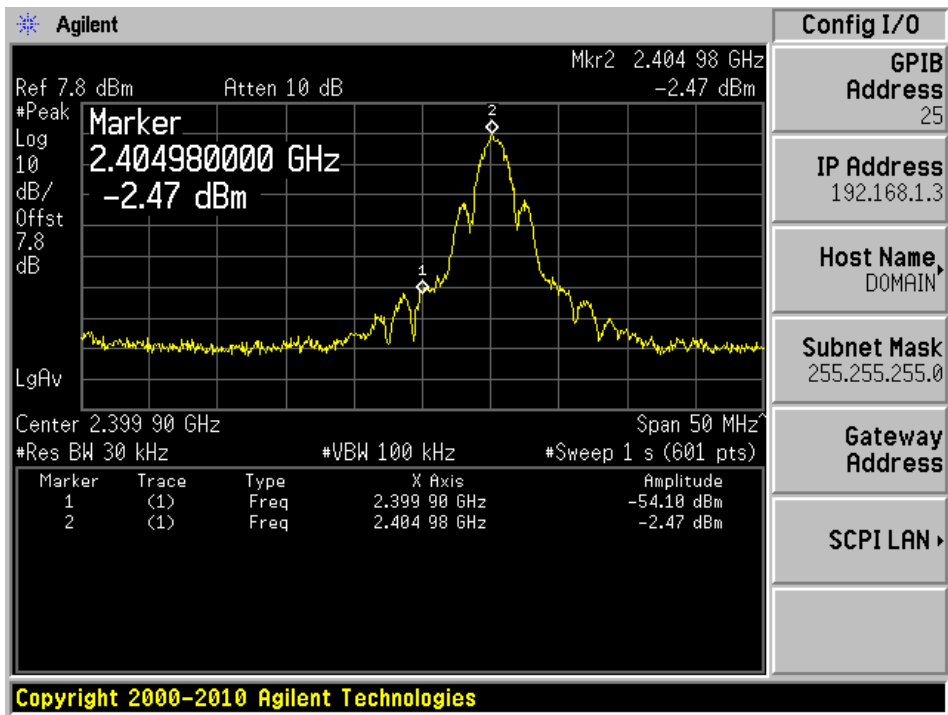 Agilent
Config I/O
Mkr2 2.404 98 GHz
Ref 7.8 dBm Atten 10 dB -2.47 dBm
#Peak
Log
10
dB/
Offst
7.8
dB
LgAv
Marker
2.404980000 GHz
-2.47 dBm
2
1
Center 2.399 90 GHz Span 50 MHz^
#Res BW 30 kHz #VBW 100 kHz #Sweep 1 s (601 pts)
Marker Trace Type X Axis Amplitude
1 (1) Freq 2.399 90 GHz -54.10 dBm
2 (1) Freq 2.404 98 GHz -2.47 dBm
GPIB
Address
25
IP Address
192.168.1.3
Host Name
DOMAIN
Subnet Mask
255.255.255.0
Gateway
Address
SCPI LAN
Copyright 2000-2010 Agilent Technologies